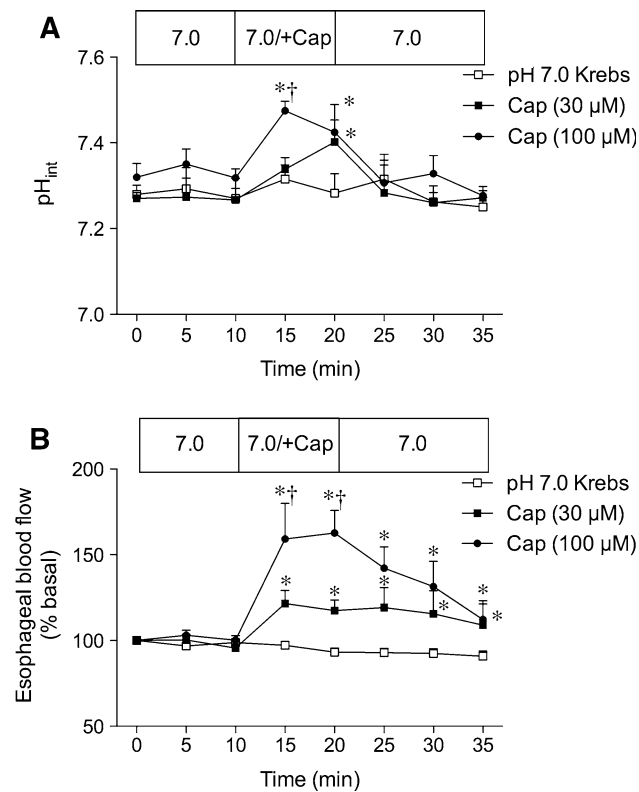 A
7.0 7.0/+Cap 7.0
7.6
7.4
7.2
7.0
pHint
*†
*
*
pH 7.0 Krebs
Cap (30 µM)
Cap (100 µM)
0 5 10 15 20 25 30 35
Time (min)
B
7.0 7.0/+Cap 7.0
200
150
100
50
Esophageal blood flow
(% basal)
*† *†
* * *
* * * * *
pH 7.0 Krebs
Cap (30 µM)
Cap (100 µM)
0 5 10 15 20 25 30 35
Time (min)